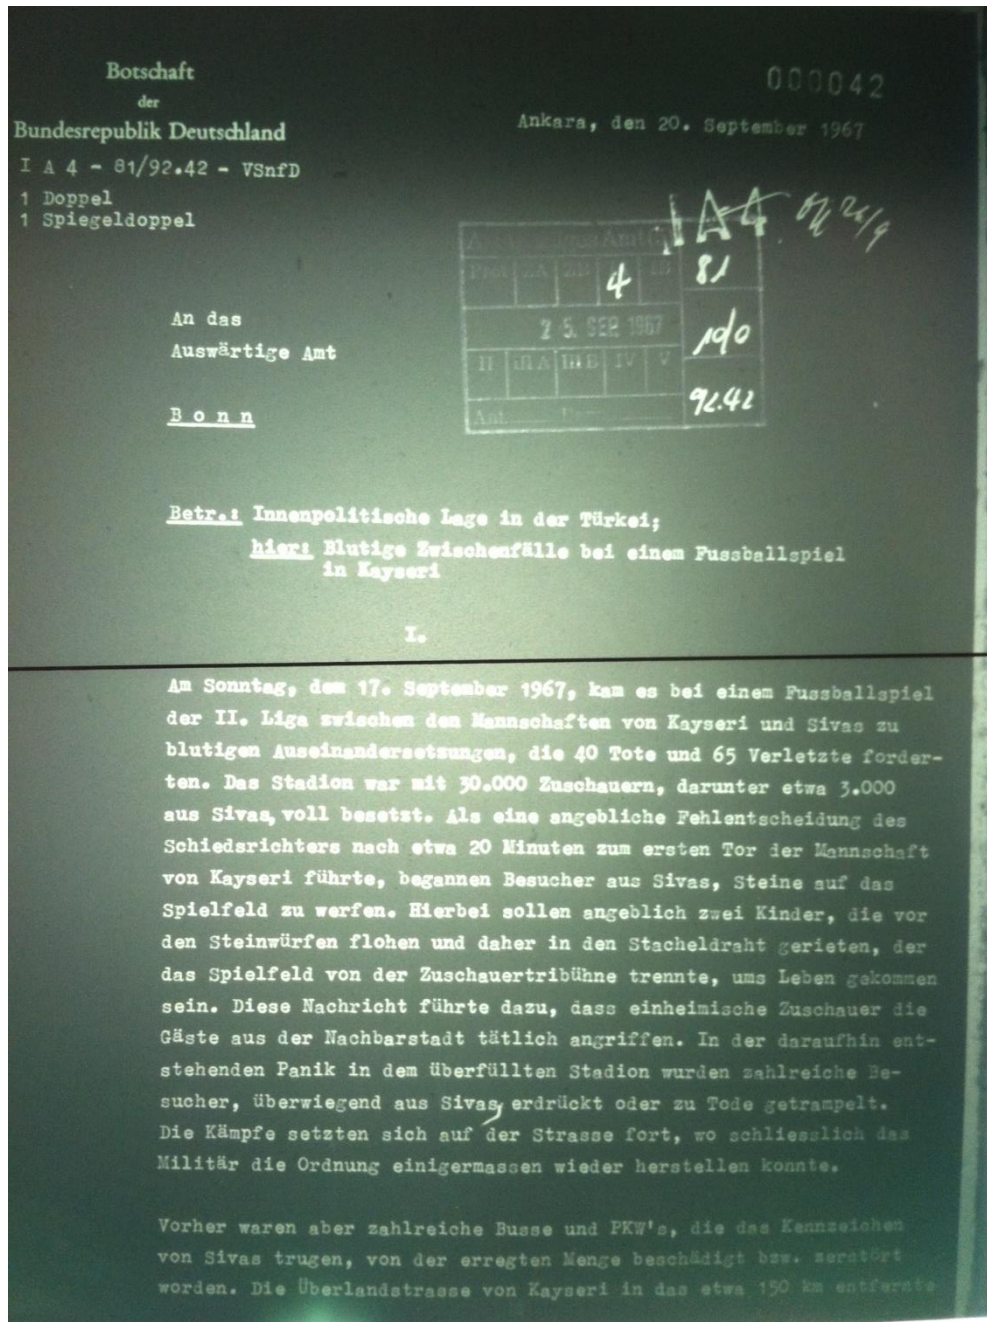 Botschaft
der
Bundesrepublik Deutschland
000042
Ankara, den 20. September 1967
I A 4 - 81/92.42 - VSnfD
1 Doppel
1 Spiegeldoppel
I A 4
4
81
2 5. SEP. 1967
II III A III B IV V
92.42
An das
Auswärtige Amt
B o n n
Betr.: Innenpolitische Lage in der Türkei;
hier: Blutige Zwischenfälle bei einem Fussballspiel
in Kayseri
I.
Am Sonntag, den 17. September 1967, kam es bei einem Fussballspiel
der II. Liga zwischen den Mannschaften von Kayseri und Sivas zu
blutigen Auseinandersetzungen, die 40 Tote und 65 Verletzte forder-
ten. Das Stadion war mit 30.000 Zuschauern, darunter etwa 3.000
aus Sivas, voll besetzt. Als eine angebliche Fehlentscheidung des
Schiedsrichters nach etwa 20 Minuten zum ersten Tor der Mannschaft
von Kayseri führte, begannen Besucher aus Sivas, Steine auf das
Spielfeld zu werfen. Hierbei sollen angeblich zwei Kinder, die vor
den Steinwürfen flohen und daher in den Stacheldraht gerieten, der
das Spielfeld von der Zuschauertribühne trennte, ums Leben gekommen
sein. Diese Nachricht führte dazu, dass einheimische Zuschauer die
Gäste aus der Nachbarstadt tätlich angriffen. In der daraufhin ent-
stehenden Panik in dem überfüllten Stadion wurden zahlreiche Be-
sucher, überwiegend aus Sivas, erdrückt oder zu Tode getrampelt.
Die Kämpfe setzten sich auf der Strasse fort, wo schliesslich das
Militär die Ordnung einigermassen wieder herstellen konnte.
Vorher waren aber zahlreiche Busse und PKW's, die das Kennzeichen
von Sivas trugen, von der erregten Menge beschädigt bzw. zerstört
worden. Die Überlandstrasse von Kayseri in das etwa 150 km entfernte